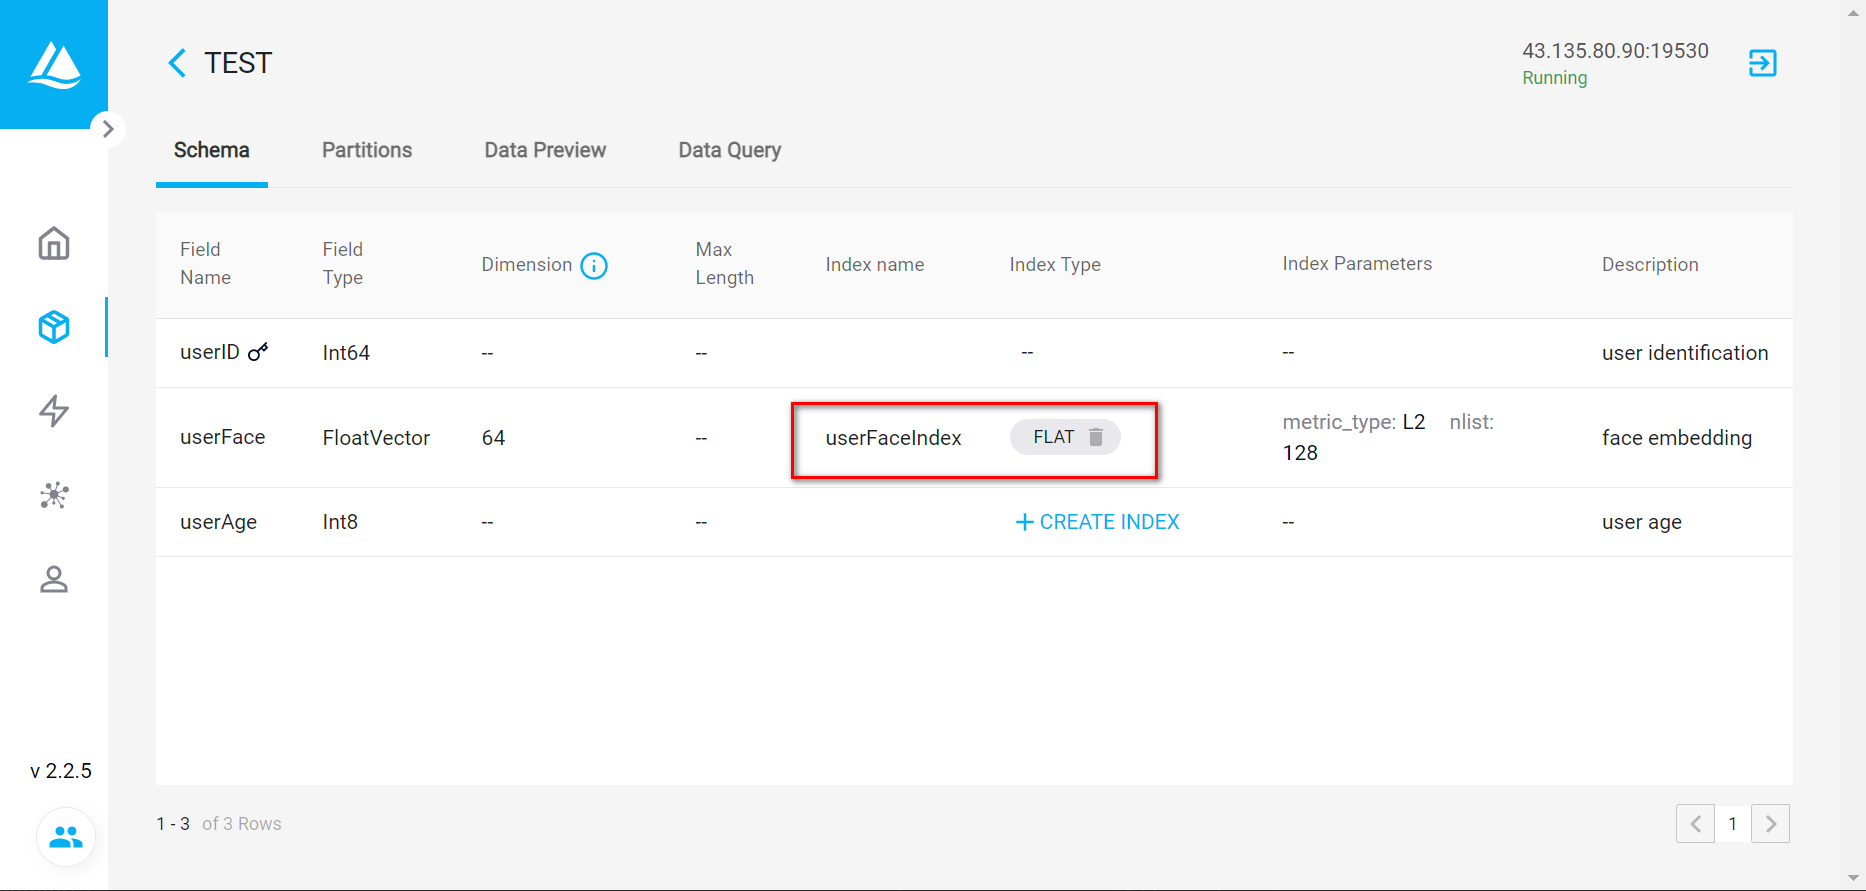 TEST
43.135.80.90:19530
Running
Schema Partitions Data Preview Data Query
Field Name Field Type Dimension Max Length Index name Index Type Index Parameters Description
userID Int64 -- -- -- -- user identification
userFace FloatVector 64 -- userFaceIndex FLAT metric_type: L2 nlist: 128 face embedding
userAge Int8 -- -- CREATE INDEX -- user age
v 2.2.5
1 - 3 of 3 Rows 1